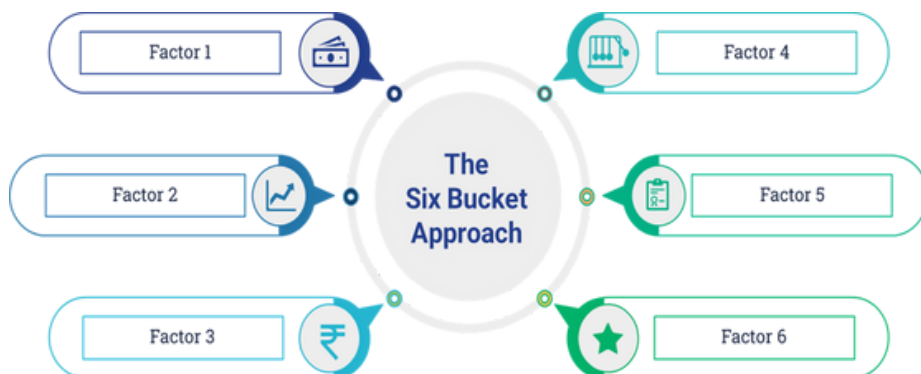 Factor 1
Factor 4
The
Six Bucket
Approach
Factor 2
Factor 5
Factor 3
₹
Factor 6